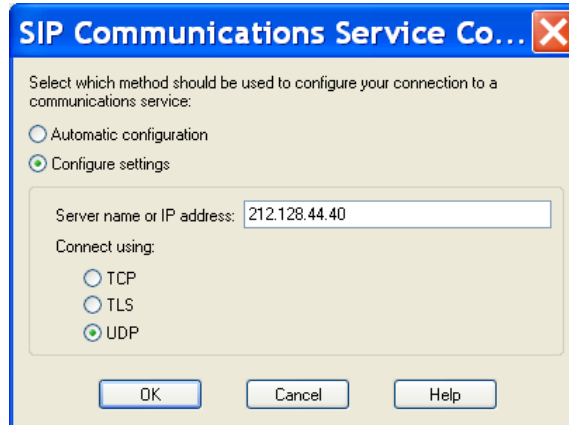 SIP Communications Service Co...
Select which method should be used to configure your connection to a
communications service:
Automatic configuration
Configure settings
Server name or IP address: 212.128.44.40
Connect using:
TCP
TLS
UDP
OK Cancel Help